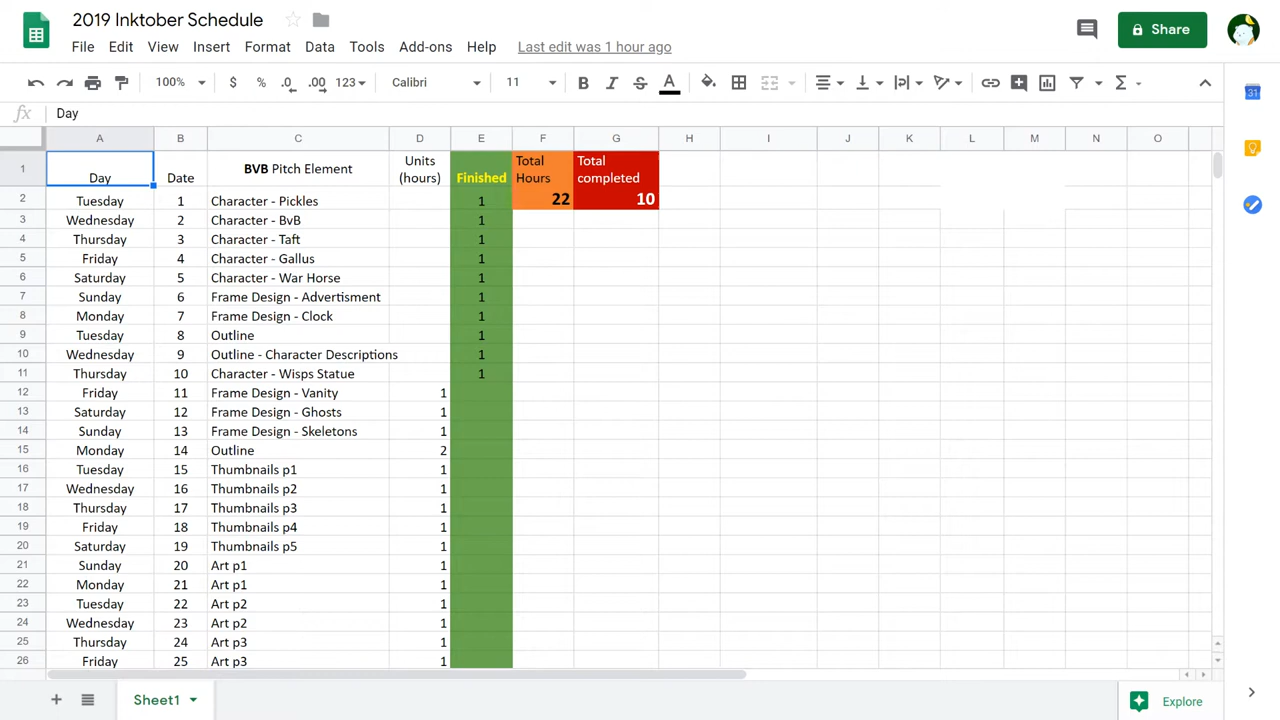 2019 Inktober Schedule
File Edit View Insert Format Data Tools Add-ons Help Last edit was 1 hour ago
Share
100% $ % .0 .00 123 Calibri 11 B I S A Σ
31
fx Day
A B C D E F G H I J K L M N O
1 Day Date BVB Pitch Element Units (hours) Finished Total Hours Total completed
2 Tuesday 1 Character - Pickles 1 22 10
3 Wednesday 2 Character - BvB 1
4 Thursday 3 Character - Taft 1
5 Friday 4 Character - Gallus 1
6 Saturday 5 Character - War Horse 1
7 Sunday 6 Frame Design - Advertisment 1
8 Monday 7 Frame Design - Clock 1
9 Tuesday 8 Outline 1
10 Wednesday 9 Outline - Character Descriptions 1
11 Thursday 10 Character - Wisps Statue 1
12 Friday 11 Frame Design - Vanity 1
13 Saturday 12 Frame Design - Ghosts 1
14 Sunday 13 Frame Design - Skeletons 1
15 Monday 14 Outline 2
16 Tuesday 15 Thumbnails p1 1
17 Wednesday 16 Thumbnails p2 1
18 Thursday 17 Thumbnails p3 1
19 Friday 18 Thumbnails p4 1
20 Saturday 19 Thumbnails p5 1
21 Sunday 20 Art p1 1
22 Monday 21 Art p1 1
23 Tuesday 22 Art p2 1
24 Wednesday 23 Art p2 1
25 Thursday 24 Art p3 1
26 Friday 25 Art p3 1
Sheet1
Explore